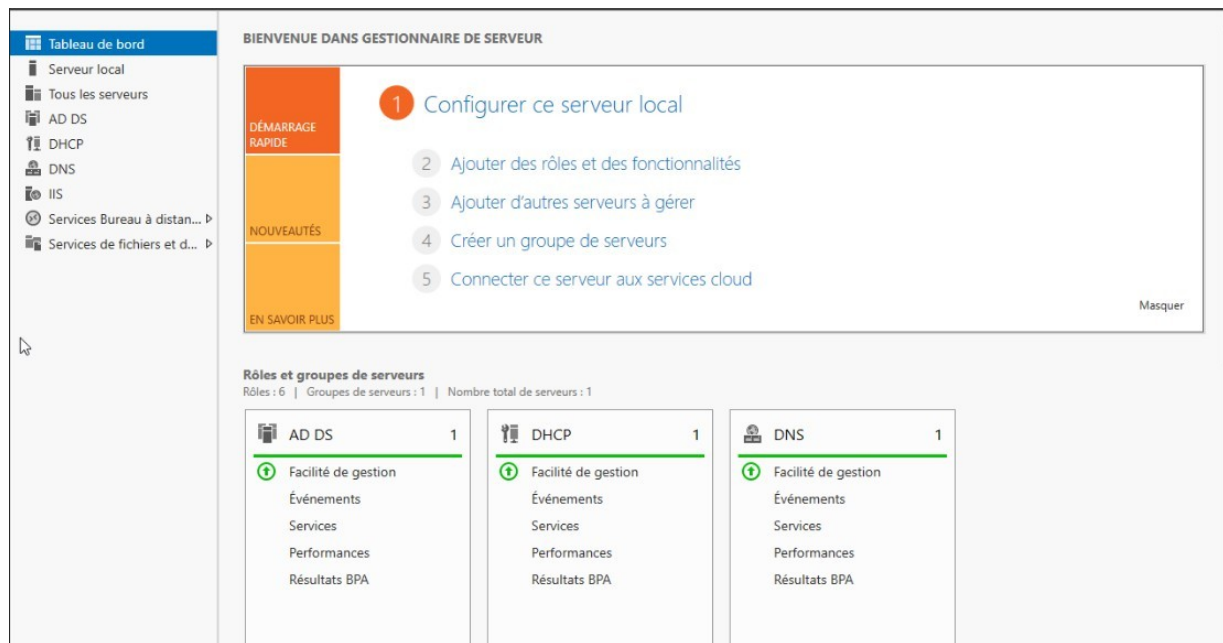 Tableau de bord
Serveur local
Tous les serveurs
AD DS
DHCP
DNS
IIS
Services Bureau à distan...
Services de fichiers et d...
BIENVENUE DANS GESTIONNAIRE DE SERVEUR
DÉMARRAGE
RAPIDE
NOUVEAUTÉS
EN SAVOIR PLUS
1 Configurer ce serveur local
2 Ajouter des rôles et des fonctionnalités
3 Ajouter d’autres serveurs à gérer
4 Créer un groupe de serveurs
5 Connecter ce serveur aux services cloud
Masquer
Rôles et groupes de serveurs
Rôles : 6 | Groupes de serveurs : 1 | Nombre total de serveurs : 1
AD DS 1
Facilité de gestion
Événements
Services
Performances
Résultats BPA
DHCP 1
Facilité de gestion
Événements
Services
Performances
Résultats BPA
DNS 1
Facilité de gestion
Événements
Services
Performances
Résultats BPA